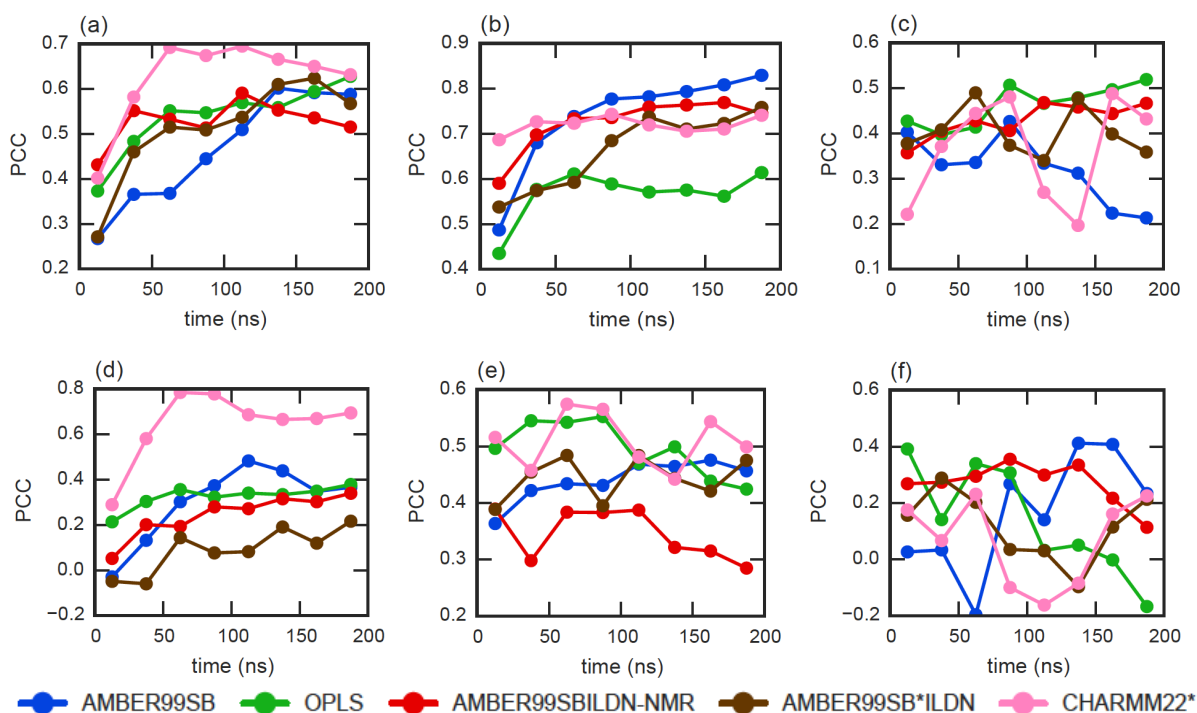 (a) (b) (c)
0.7 0.9 0.6
0.6 0.8 0.5
0.5 0.7 0.4
0.4 0.6 0.3
0.3 0.5 0.2
0.2 0.4 0.1
PCC PCC PCC
0 50 100 150 200 0 50 100 150 200 0 50 100 150 200
time (ns) time (ns) time (ns)
(d) (e) (f)
0.8 0.6 0.6
0.6 0.5 0.4
0.4 0.4 0.2
0.2 0.3 0.0
0.0 0.2 −0.2
−0.2
PCC PCC PCC
0 50 100 150 200 0 50 100 150 200 0 50 100 150 200
time (ns) time (ns) time (ns)
AMBER99SB OPLS AMBER99SBILDN-NMR AMBER99SB*ILDN CHARMM22*